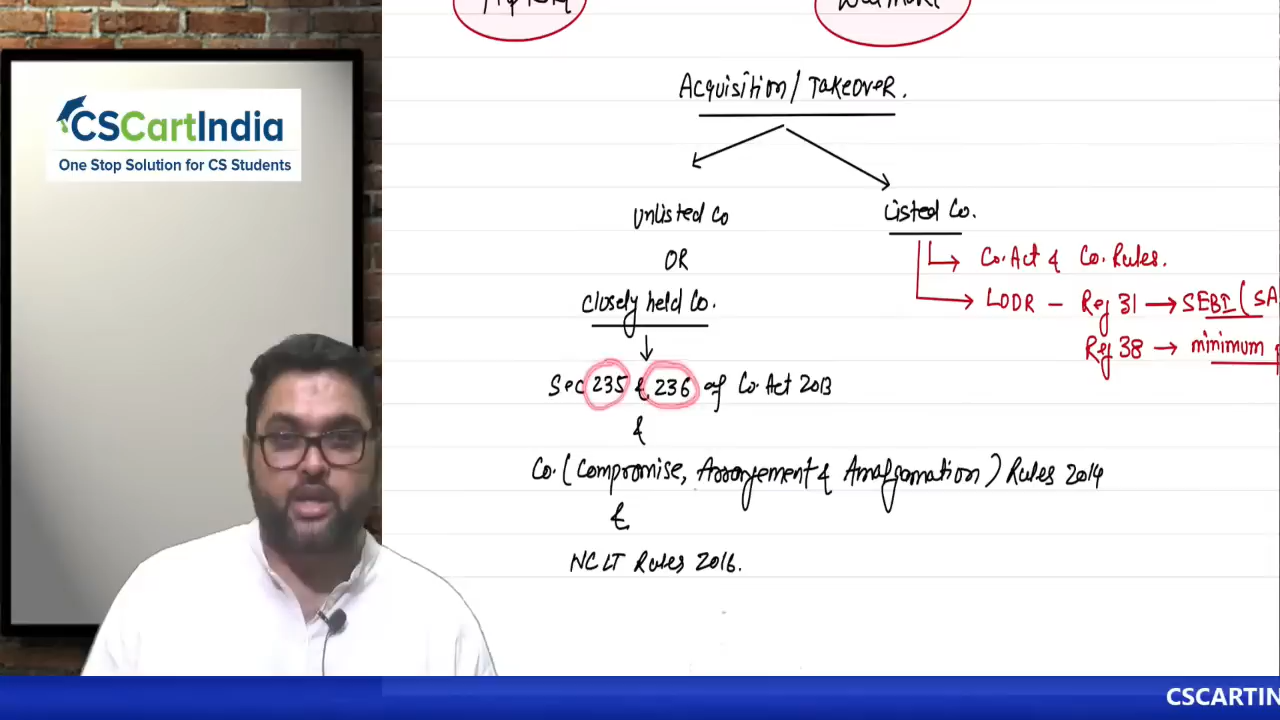 CSCartIndia
One Stop Solution for CS Students
Acquisition / Takeover.
Unlisted Co
OR
Closely held Co.
Sec 235 & 236 of Co. Act 2013
&
Co. (Compromise, Arrangement & Amalgamation) Rules 2014
&
NCLT Rules 2016.
Listed Co.
Co. Act & Co. Rules.
LODR – Reg 31 → SEBI (SA
Reg 38 → minimum
CSCARTIN